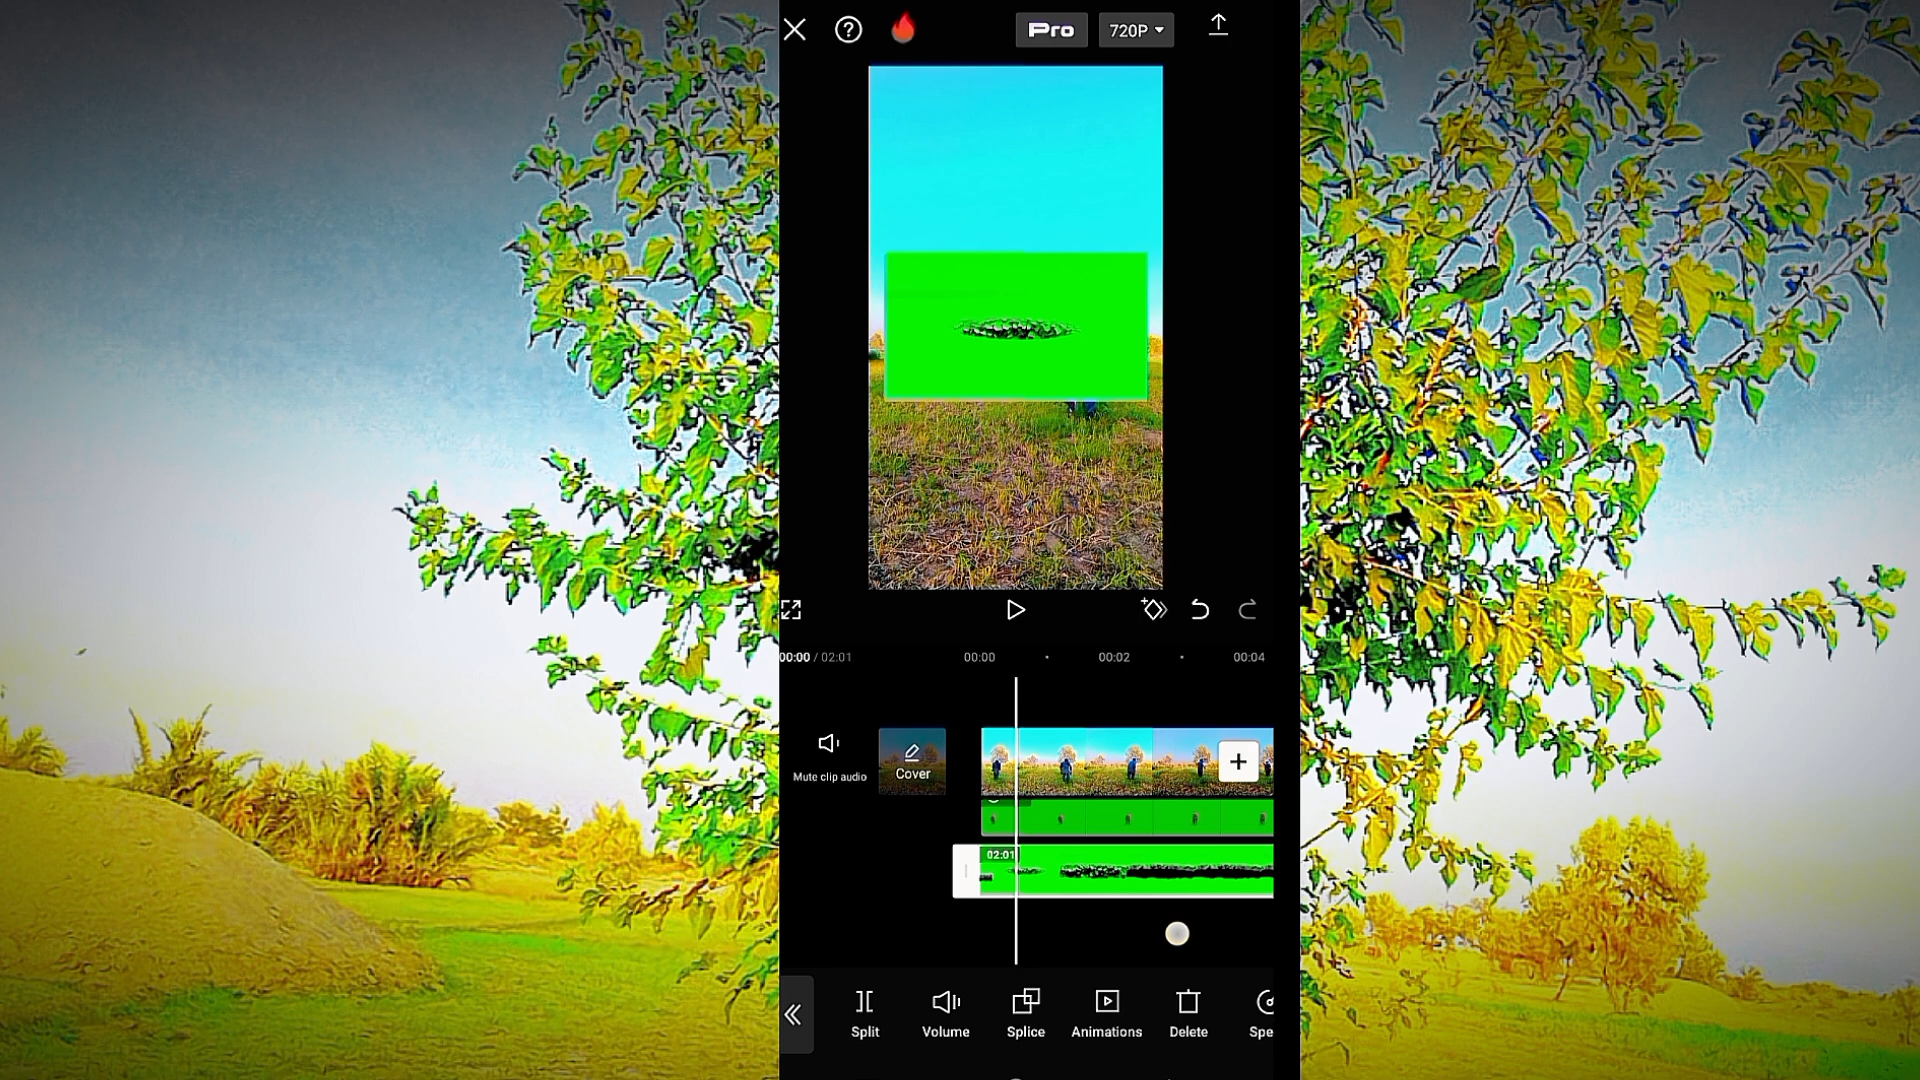 Pro
720P
00:00 / 02:01
00:00
00:02
00:04
Mute clip audio
Cover
02:01
Split
Volume
Splice
Animations
Delete
Spe